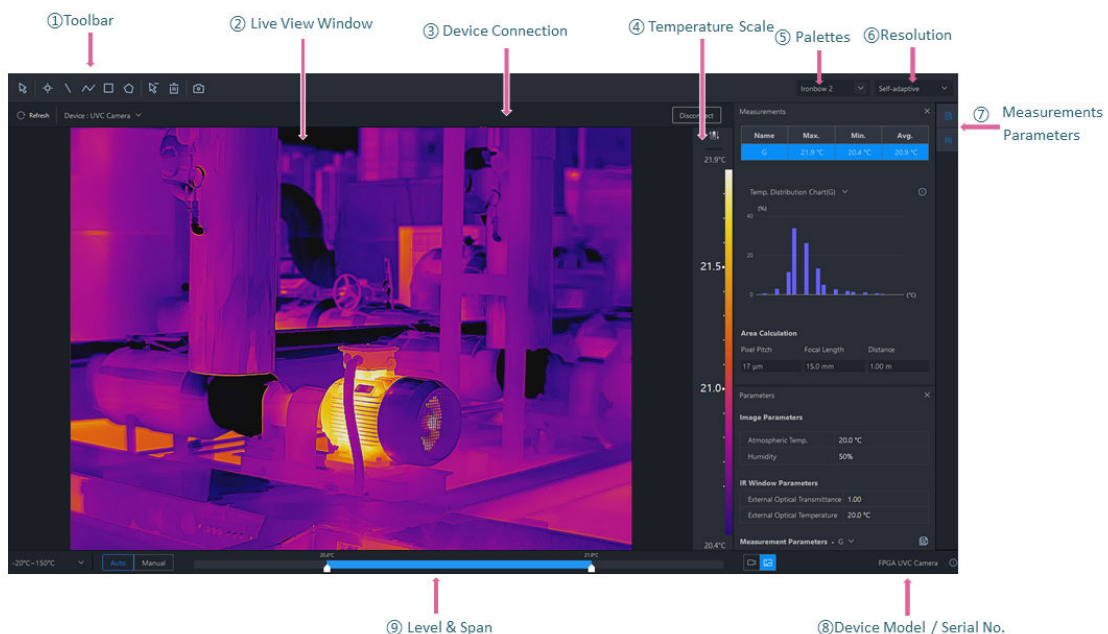 ①Toolbar
② Live View Window
③ Device Connection
④ Temperature Scale
⑤ Palettes
⑥Resolution
Ironbow 2
Self-adaptive
Refresh
Device : UVC Camera
Disconnect
Measurements
⑦ Measurements
Parameters
Name Max. Min. Avg.
G 21.9 °C 20.4 °C 20.9 °C
21.9°C
Temp. Distribution Chart(G)
(%)
40
20
0
(°C)
21.5
21.0
20.4°C
Area Calculation
Pixel Pitch Focal Length Distance
17 μm 15.0 mm 1.00 m
Parameters
Image Parameters
Atmospheric Temp. 20.0 °C
Humidity 50%
IR Window Parameters
External Optical Transmittance 1.00
External Optical Temperature 20.0 °C
Measurement Parameters • G
-20°C~150°C
Auto Manual
20.4°C
21.9°C
FPGA UVC Camera
⑨ Level & Span
⑧Device Model / Serial No.